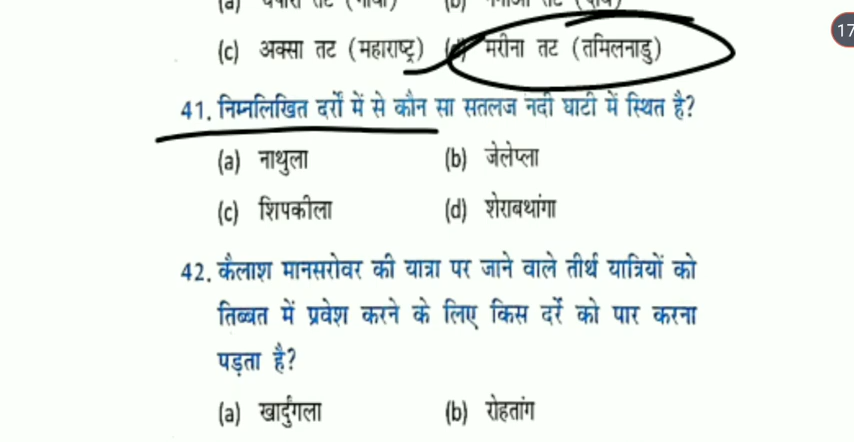 (c) अक्सा तट (महाराष्ट्र) (d) मरीना तट (तमिलनाडु)
17
41. निम्नलिखित दर्रों में से कौन सा सतलज नदी घाटी में स्थित है?
(a) नाथुला (b) जेलेप्ला
(c) शिपकीला (d) शेराबथांगा
42. कैलाश मानसरोवर की यात्रा पर जाने वाले तीर्थ यात्रियों को
तिब्बत में प्रवेश करने के लिए किस दर्रे को पार करना
पड़ता है?
(a) खार्दुंगला (b) रोहतांग